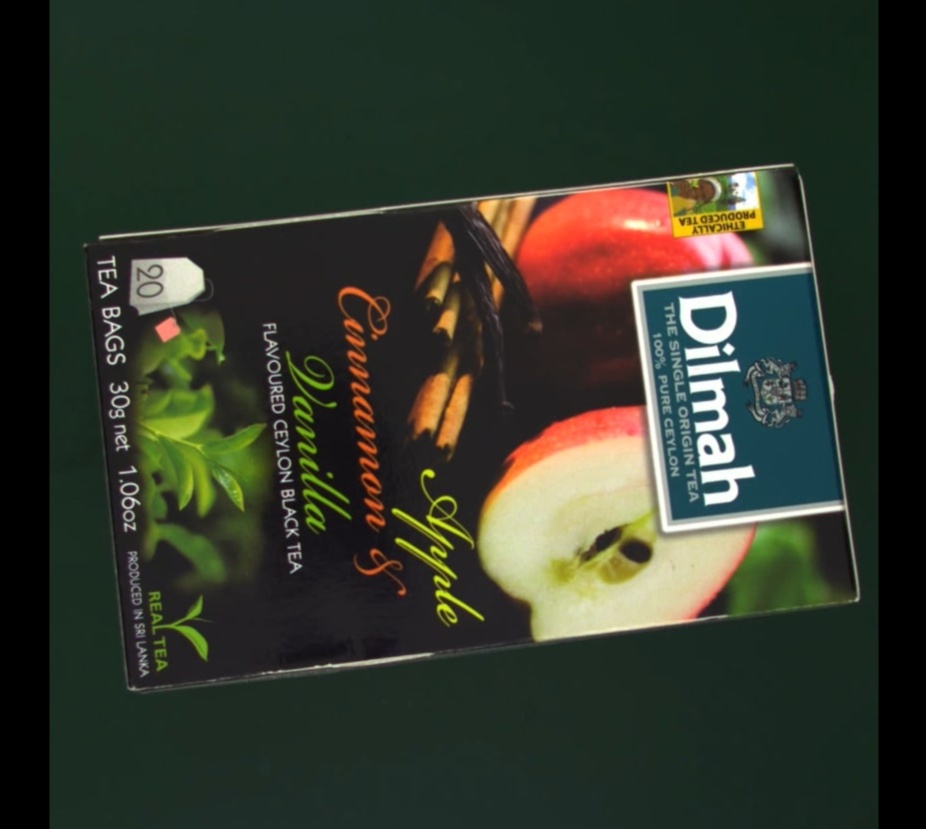 Dilmah
THE SINGLE ORIGIN TEA
100% PURE CEYLON
ETHICALLY
PRODUCED TEA
Apple
Cinnamon &
Vanilla
FLAVOURED CEYLON BLACK TEA
20
REAL TEA
TEA BAGS 30g net 1.06oz PRODUCED IN SRI LANKA